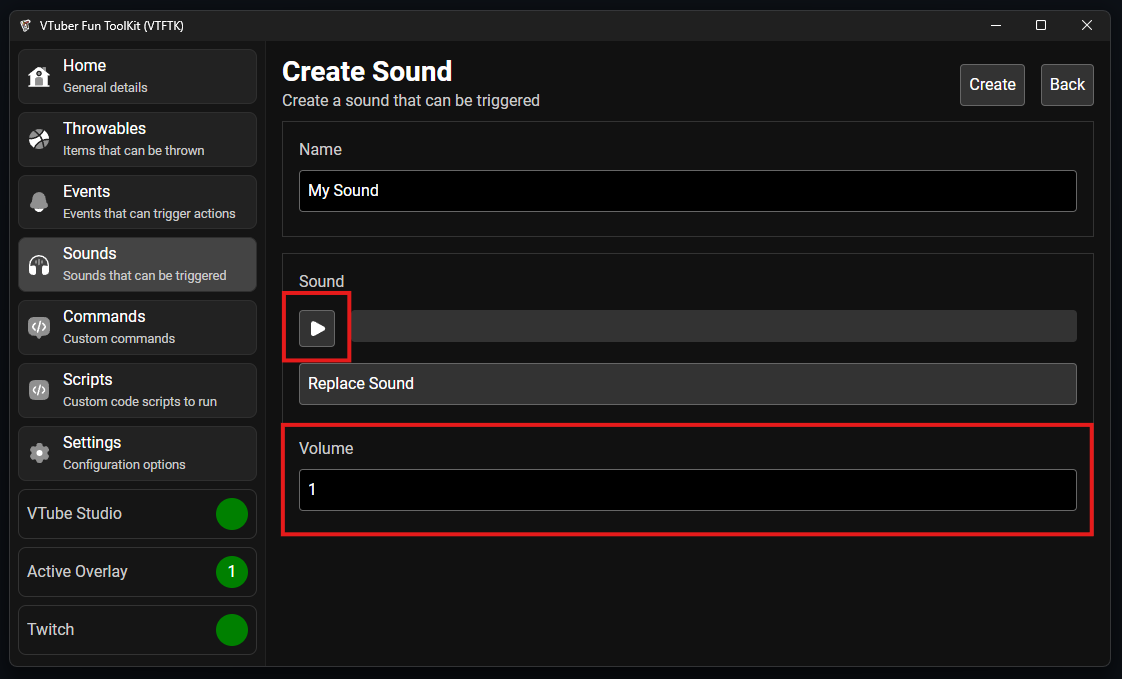 VTuber Fun ToolKit (VTFTK)
Home
General details
Throwables
Items that can be thrown
Events
Events that can trigger actions
Sounds
Sounds that can be triggered
Commands
Custom commands
Scripts
Custom code scripts to run
Settings
Configuration options
VTube Studio
Active Overlay 1
Twitch
Create Sound
Create a sound that can be triggered
Create Back
Name
My Sound
Sound
Replace Sound
Volume
1